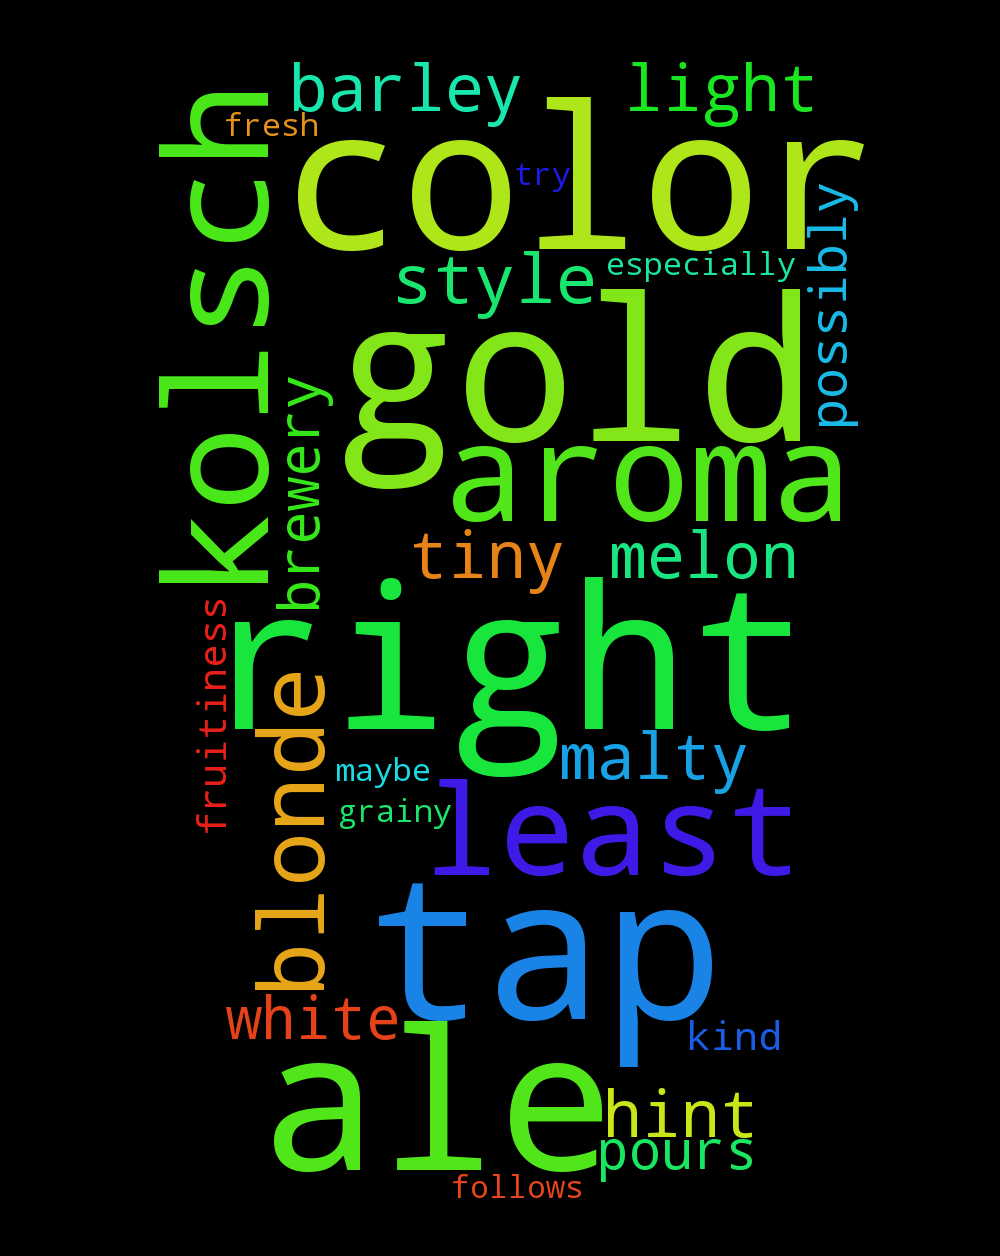 barley
light
fresh
kolsch
color
try
possibly
style
especially
gold
brewery
aroma
tiny
melon
right
fruitiness
blonde
malty
maybe
grainy
least
tap
white
kind
ale
hint
pours
follows